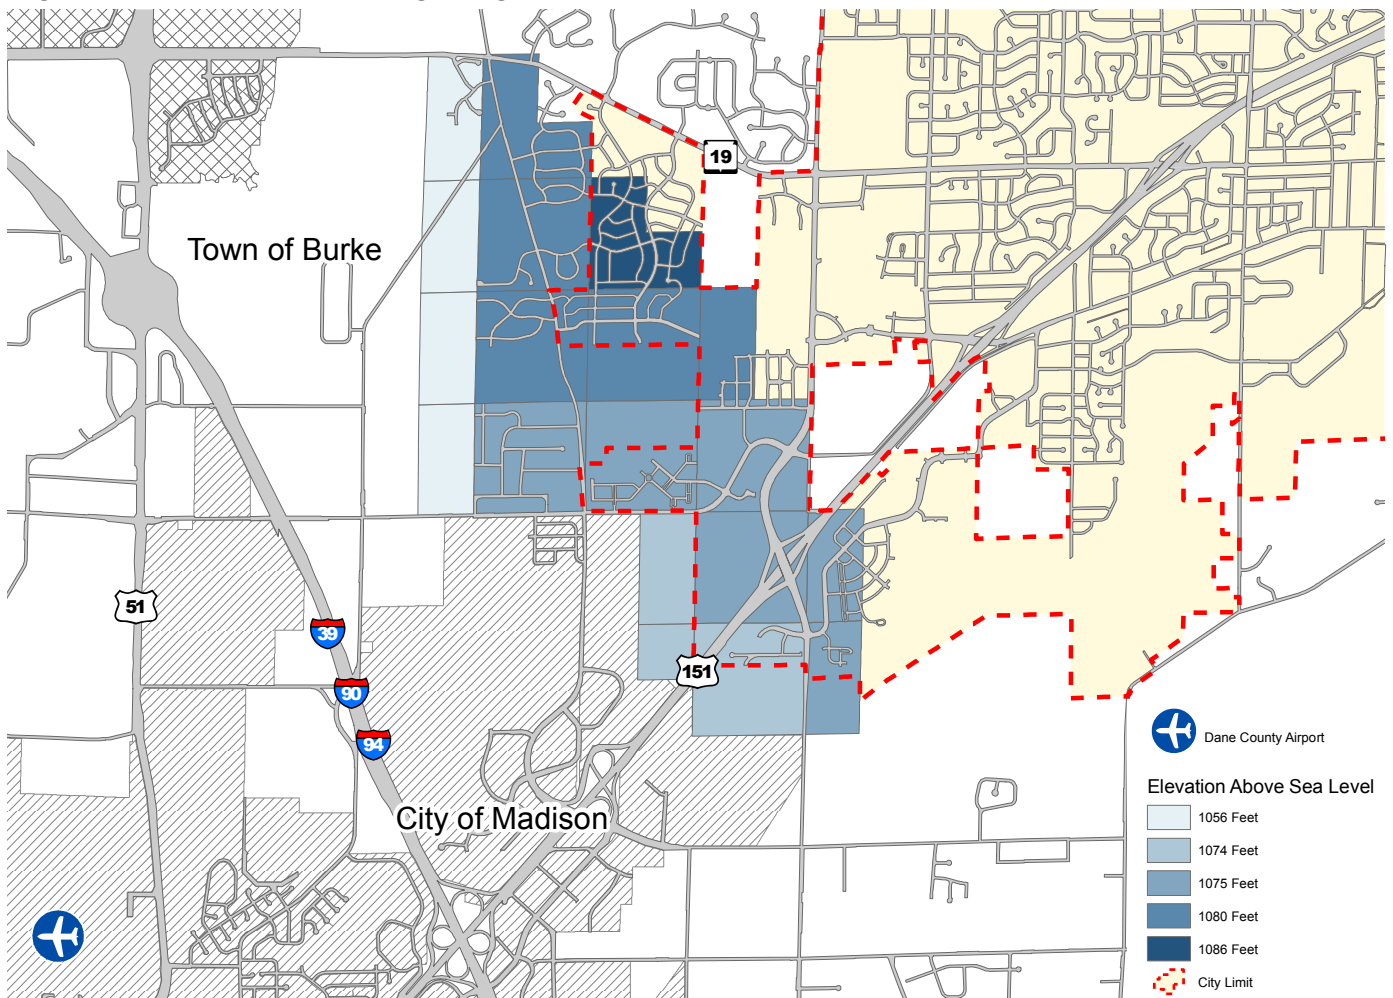 19
Town of Burke
51
39
151
90
94
Dane County Airport
Elevation Above Sea Level
1056 Feet
1074 Feet
City of Madison
1075 Feet
1080 Feet
1086 Feet
City Limit